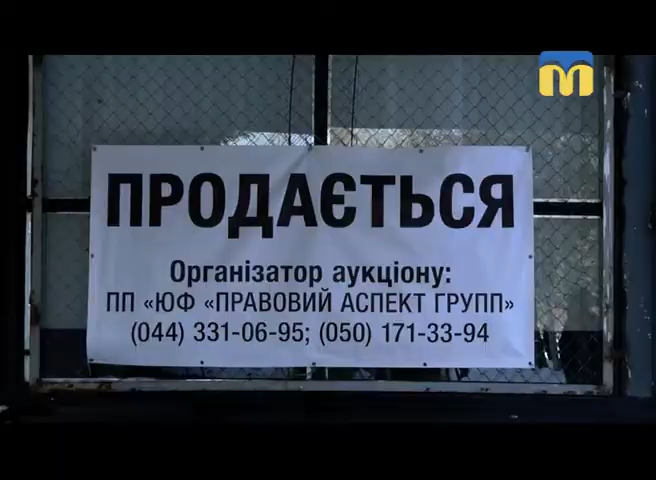 ПРОДАЄТЬСЯ
Організатор аукціону:
ПП «ЮФ «ПРАВОВИЙ АСПЕКТ ГРУПП»
(044) 331-06-95; (050) 171-33-94